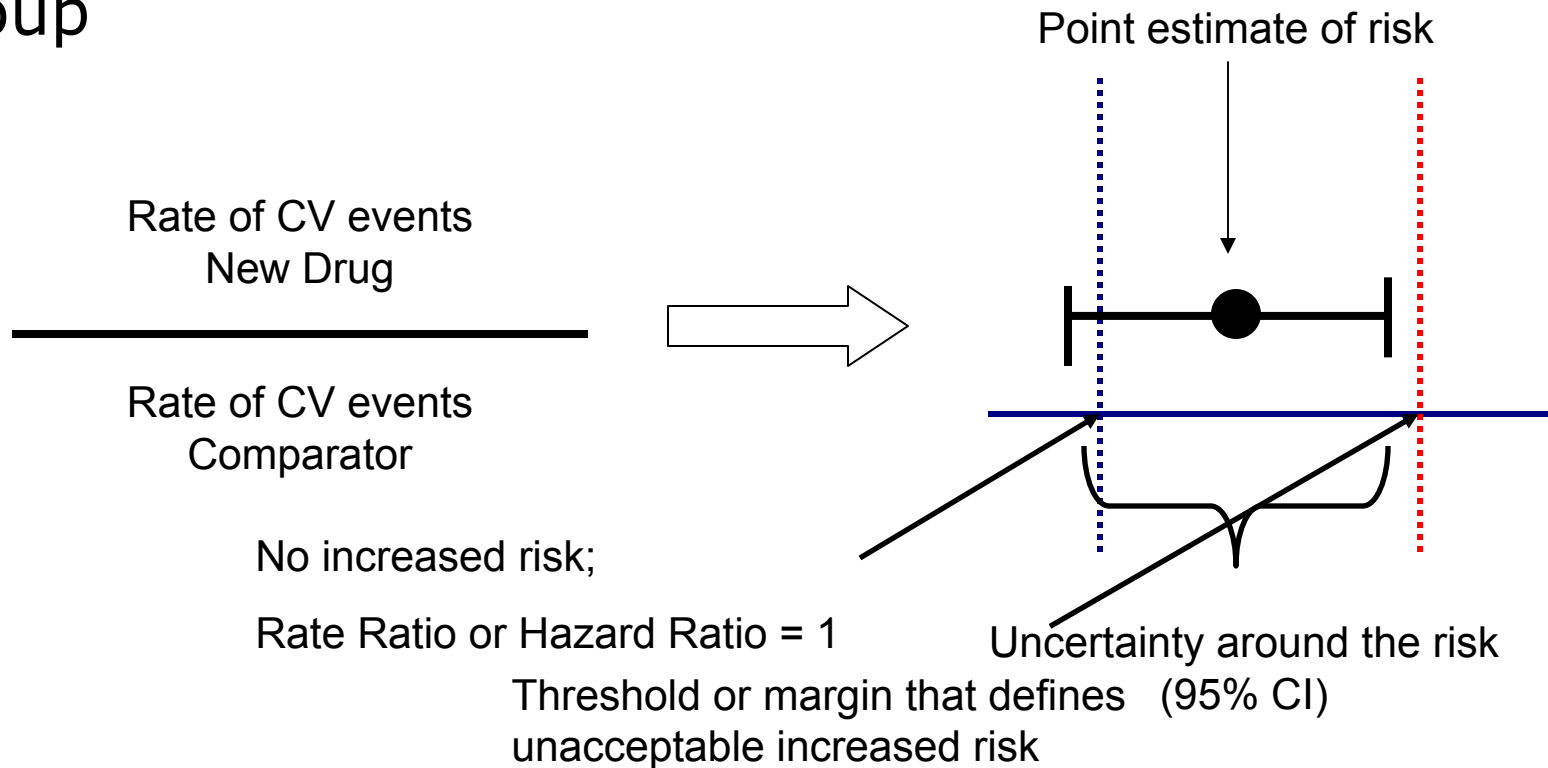 Point estimate of risk
Rate of CV events
New Drug
Rate of CV events
Comparator
No increased risk;
Rate Ratio or Hazard Ratio = 1
Uncertainty around the risk
(95% CI)
Threshold or margin that defines
unacceptable increased risk